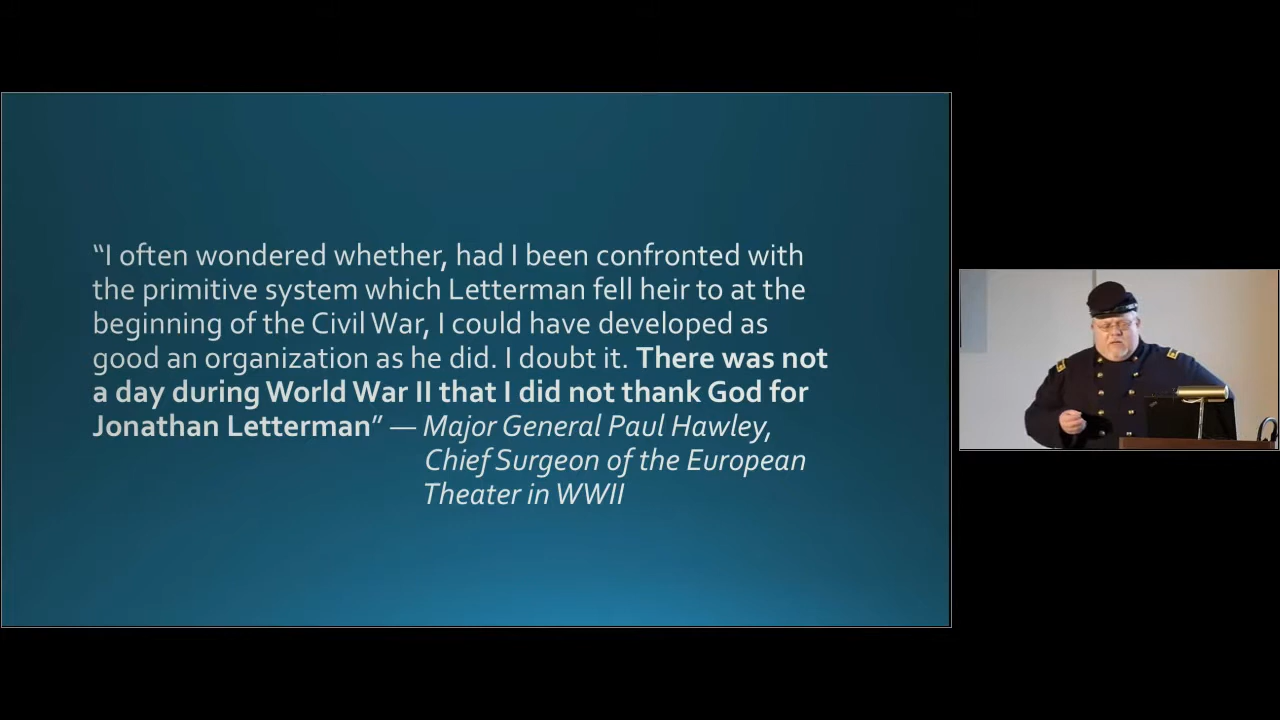 “I often wondered whether, had I been confronted with
the primitive system which Letterman fell heir to at the
beginning of the Civil War, I could have developed as
good an organization as he did. I doubt it. There was not
a day during World War II that I did not thank God for
Jonathan Letterman” — Major General Paul Hawley,
Chief Surgeon of the European
Theater in WWII